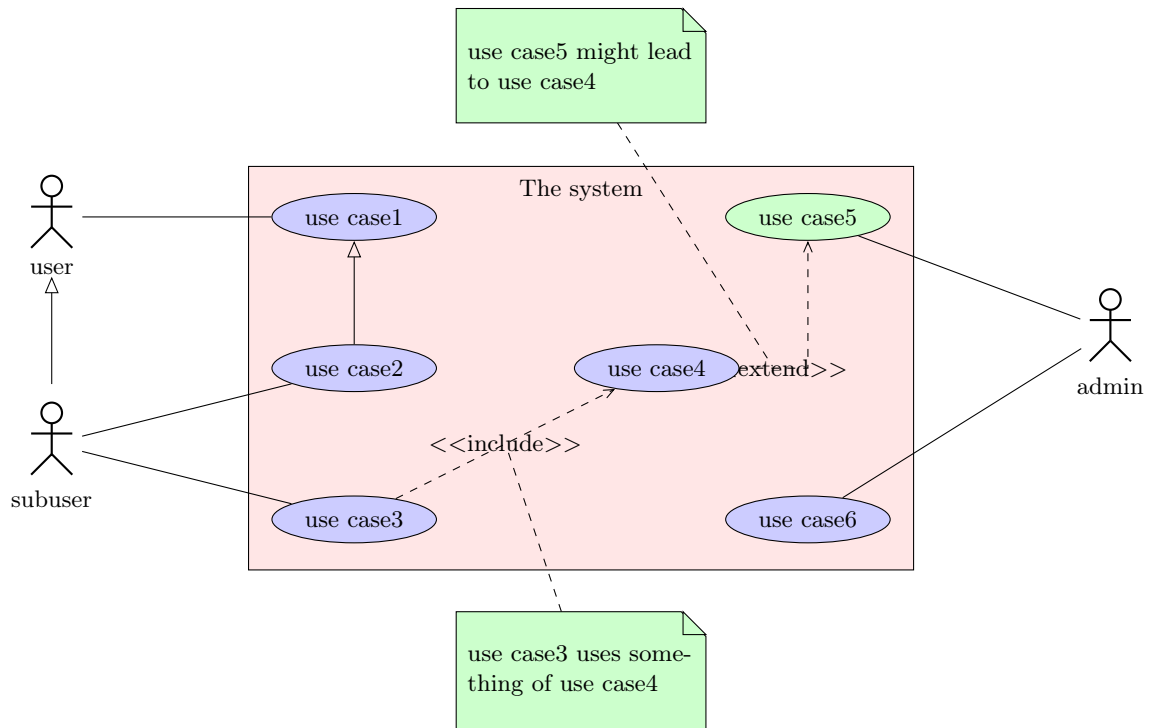 use case5 might lead
to use case4
The system
use case1
use case5
user
use case2
use case4
extend>>
admin
<<include>>
subuser
use case3
use case6
use case3 uses some-
thing of use case4